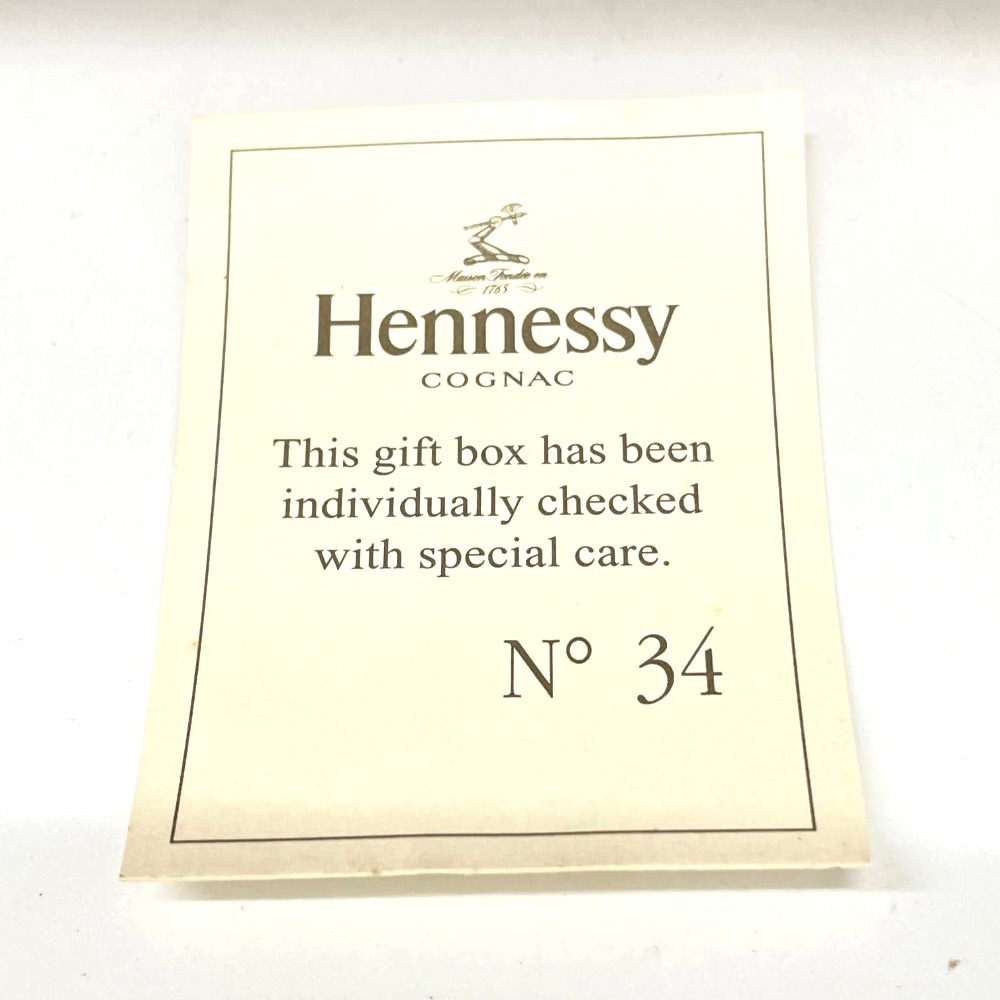 Maison Fondée en
1765
Hennessy
COGNAC
This gift box has been
individually checked
with special care.
N° 34